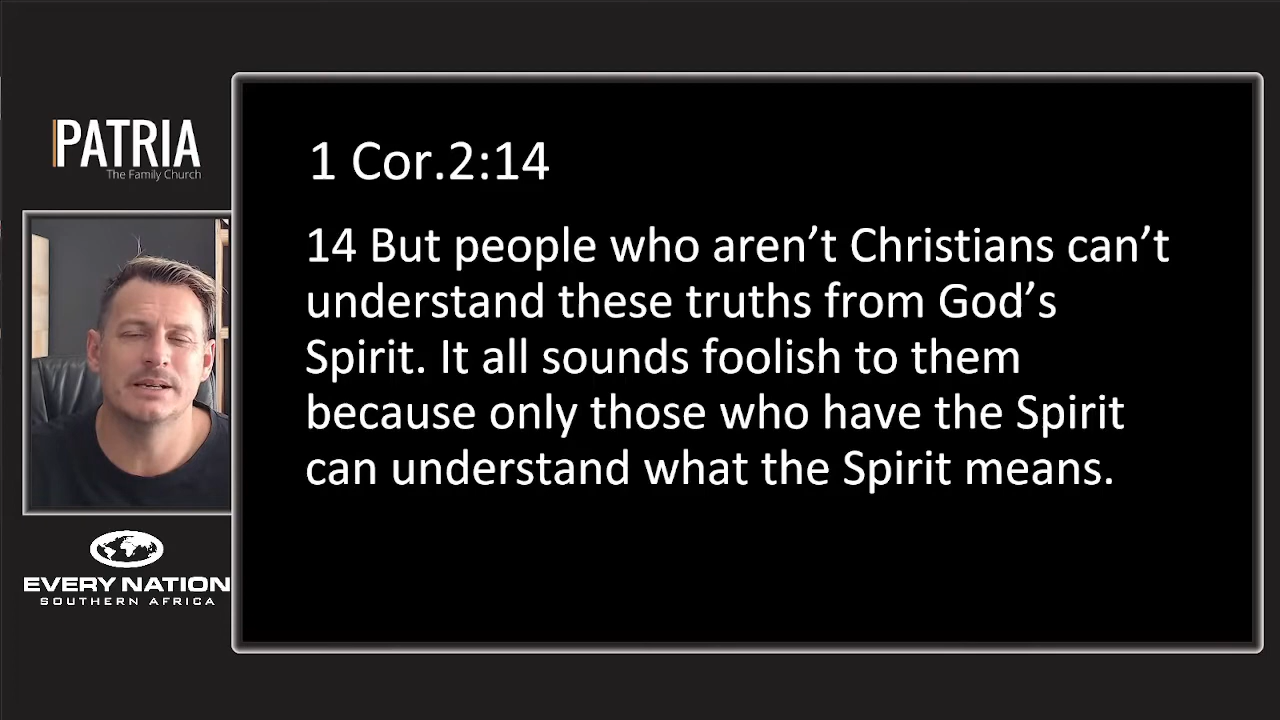 PATRIA
The Family Church
EVERY NATION
SOUTHERN AFRICA
1 Cor.2:14
14 But people who aren’t Christians can’t
understand these truths from God’s
Spirit. It all sounds foolish to them
because only those who have the Spirit
can understand what the Spirit means.